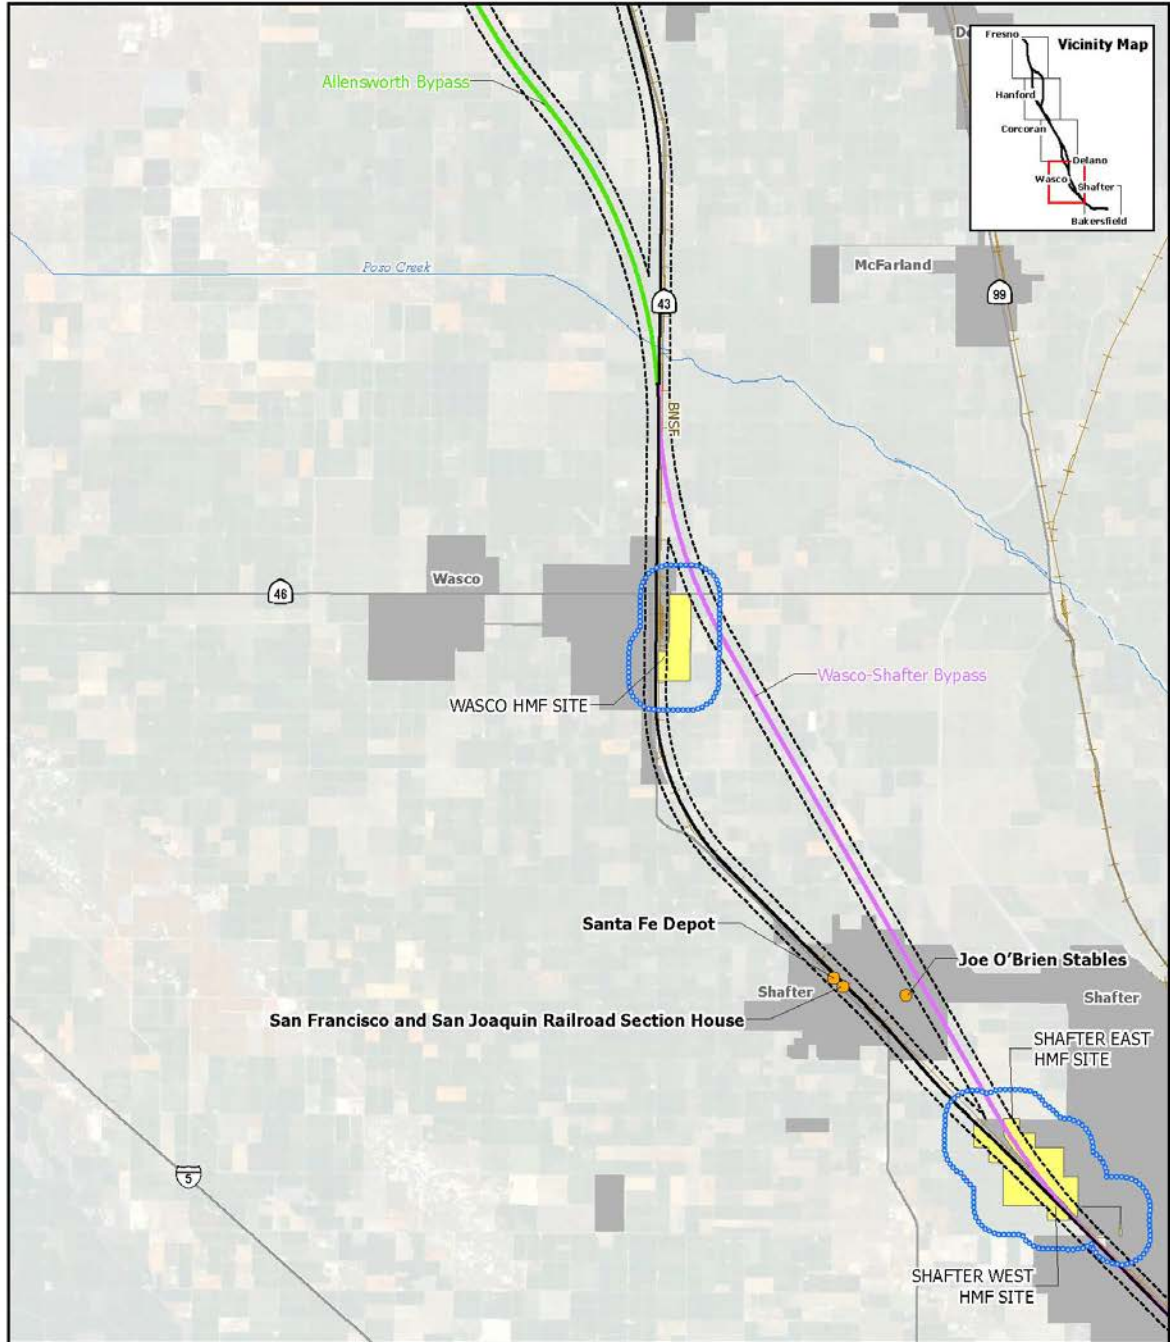 De
Vicinity Map
Fresno
Hanford
Corcoran
Delano
Wasco
Shafter
Bakersfield
Allensworth Bypass
Poso Creek
McFarland
43
99
BNSF
46
Wasco
WASCO HMF SITE
Wasco-Shafter Bypass
Santa Fe Depot
Joe O'Brien Stables
Shafter
Shafter
San Francisco and San Joaquin Railroad Section House
SHAFTER EAST
HMF SITE
5
SHAFTER WEST
HMF SITE